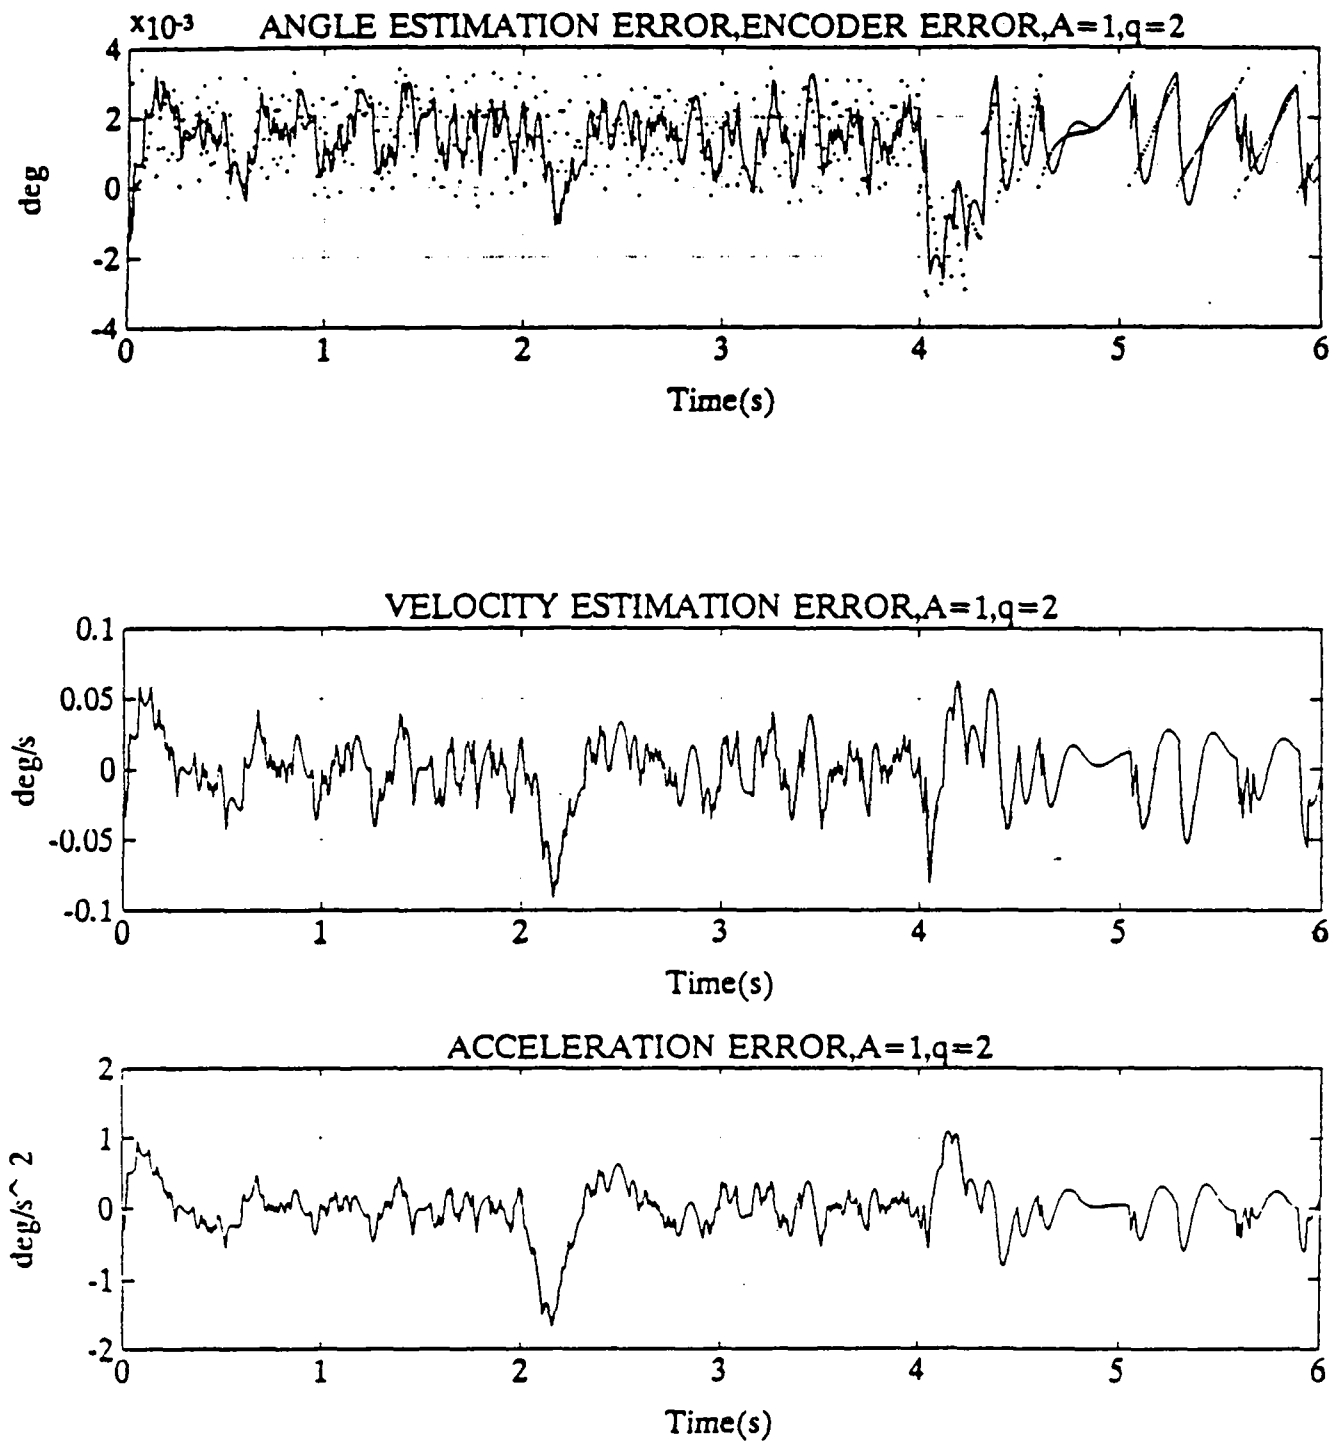 x10-3 ANGLE ESTIMATION ERROR,ENCODER ERROR,A=1,q=2
4
2
0
-2
-4
deg
0 1 2 3 4 5 6
Time(s)
VELOCITY ESTIMATION ERROR,A=1,q=2
0.1
0.05
0
-0.05
-0.1
deg/s
0 1 2 3 4 5 6
Time(s)
ACCELERATION ERROR,A=1,q=2
2
1
0
-1
-2
deg/s^2
0 1 2 3 4 5 6
Time(s)